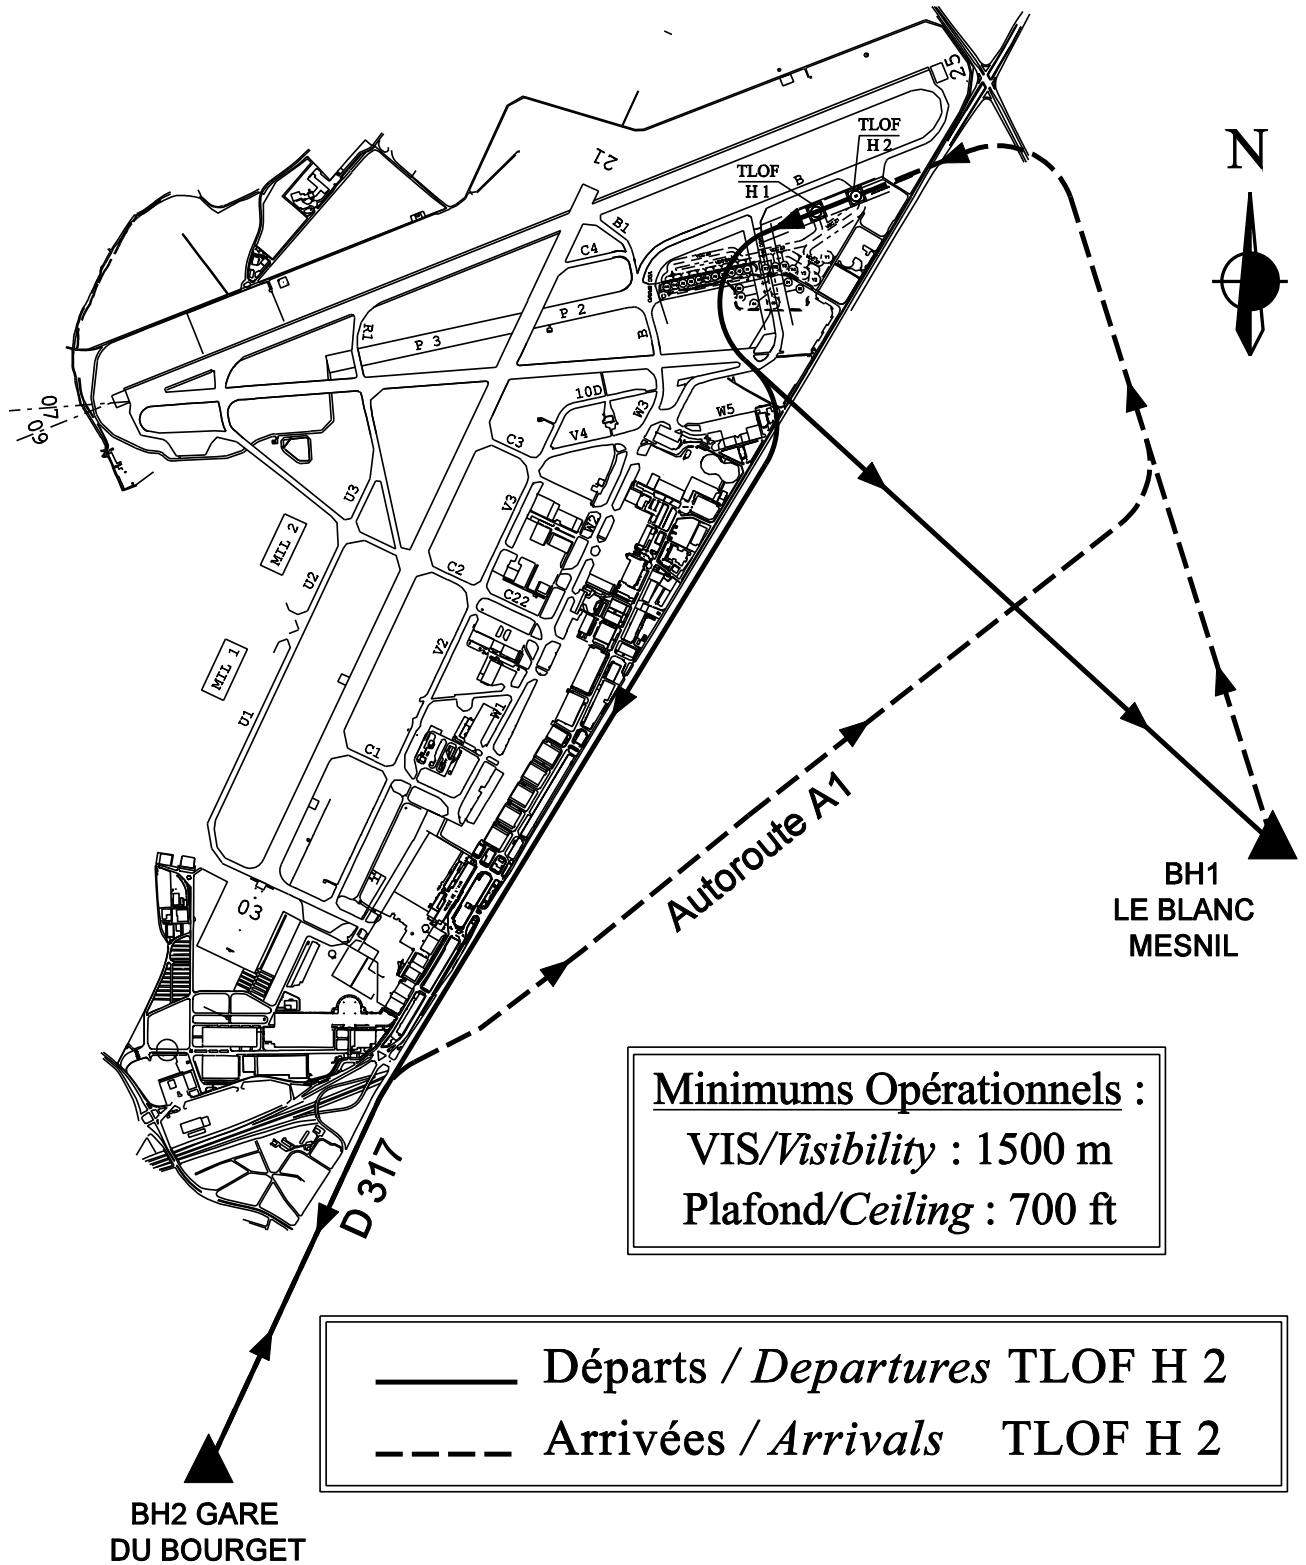 25
TLOF
H 2
N
21
TLOF
H 1
B
B1
C4
P 2
R1
P 3
B
07
09
10D
W3
W5
V4
C3
U3
V3
W2
MIL 2
U2
C2
C22
D0
V2
MIL 1
U1
W1
C1
Autoroute A1
BH1
LE BLANC
MESNIL
03
Minimums Opérationnels :
VIS/Visibility : 1500 m
Plafond/Ceiling : 700 ft
D 317
Départs / Departures TLOF H 2
Arrivées / Arrivals TLOF H 2
BH2 GARE
DU BOURGET